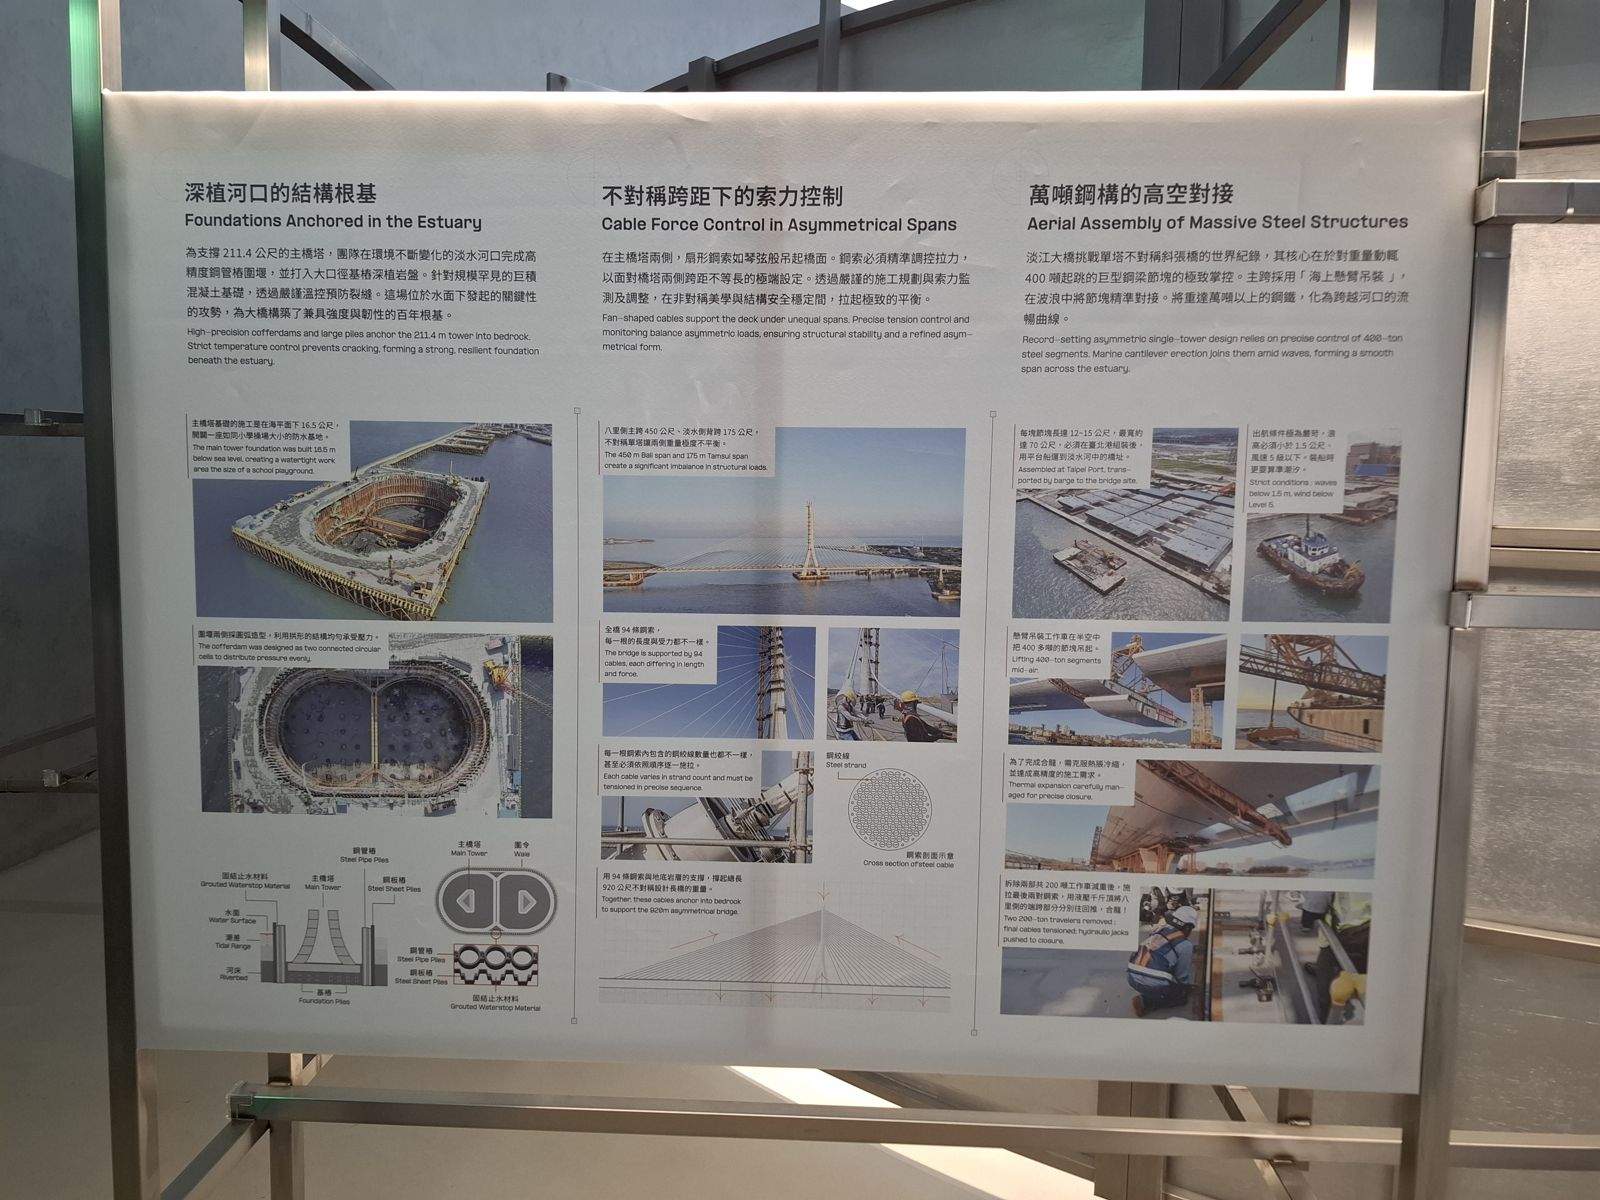 深植河口的結構根基
Foundations Anchored in the Estuary
為支撐 211.4 公尺的主橋塔，團隊在環境不斷變化的淡水河口完成高
精度鋼管樁圍堰，並打入大口徑基樁深植岩盤。針對規模罕見的巨積
混凝土基礎，透過嚴謹溫控預防裂縫。這場位於水面下發起的關鍵性
的攻勢，為大橋構築了兼具強度與韌性的百年根基。
High-precision cofferdams and large piles anchor the 211.4 m tower into bedrock.
Strict temperature control prevents cracking, forming a strong, resilient foundation
beneath the estuary.
主橋塔基礎的施工是在海平面下 16.5 公尺，
開闢一座如同小學操場大小的防水基地。
The main tower foundation was built 16.5 m
below sea level, creating a watertight work
area the size of a school playground.
圍堰兩側採圓弧造型，利用拱形的結構均勻承受壓力。
The cofferdam was designed as two connected circular
cells to distribute pressure evenly.
鋼管樁
Steel Pipe Piles
固結止水材料
Grouted Waterstop Material
主橋塔
Main Tower
鋼板樁
Steel Sheet Piles
水面
Water Surface
潮差
Tidal Range
河床
Riverbed
基樁
Foundation Piles
主橋塔
Main Tower
圍令
Wale
鋼管樁
Steel Pipe Piles
鋼板樁
Steel Sheet Piles
固結止水材料
Grouted Waterstop Material
不對稱跨距下的索力控制
Cable Force Control in Asymmetrical Spans
在主橋塔兩側，扇形鋼索如琴弦般吊起橋面。鋼索必須精準調控拉力，
以面對橋塔兩側跨距不等長的極端設定。透過嚴謹的施工規劃與索力監
測及調整，在非對稱美學與結構安全穩定間，拉起極致的平衡。
Fan-shaped cables support the deck under unequal spans. Precise tension control and
monitoring balance asymmetric loads, ensuring structural stability and a refined asym-
metrical form.
八里側主跨 450 公尺、淡水側背跨 175 公尺，
不對稱單塔讓兩側重量極度不平衡。
The 450 m Bali span and 175 m Tamsui span
create a significant imbalance in structural loads.
全橋 94 條鋼索，
每一根的長度與受力都不一樣。
The bridge is supported by 94
cables, each differing in length
and force.
每一根鋼索內包含的鋼絞線數量也都不一樣，
甚至必須依照順序逐一施拉。
Each cable varies in strand count and must be
tensioned in precise sequence.
鋼絞線
Steel strand
鋼索剖面示意
Cross section of steel cable
用 94 條鋼索與地底岩層的支撐，撐起總長
920 公尺不對稱設計長橋的重量。
Together, these cables anchor into bedrock
to support the 920m asymmetrical bridge.
萬噸鋼構的高空對接
Aerial Assembly of Massive Steel Structures
淡江大橋挑戰單塔不對稱斜張橋的世界紀錄，其核心在於對重量動輒
400 噸起跳的巨型鋼梁節塊的極致掌控。主跨採用「海上懸臂吊裝」，
在波浪中將節塊精準對接。將重達萬噸以上的鋼鐵，化為跨越河口的流
暢曲線。
Record-setting asymmetric single-tower design relies on precise control of 400-ton
steel segments. Marine cantilever erection joins them amid waves, forming a smooth
span across the estuary.
每塊節塊長達 12~15 公尺，最寬約
達 70 公尺，必須在臺北港組裝後，
用平台船運到淡水河中的橋址。
Assembled at Taipei Port, trans-
ported by barge to the bridge site.
出航條件極為嚴苛，浪
高必須小於 1.5 公尺、
風速 5 級以下。裝船時
更要算準潮汐。
Strict conditions : waves
below 1.5 m, wind below
Level 5.
懸臂吊裝工作車在半空中
把 400 多噸的節塊吊起。
Lifting 400-ton segments
mid-air.
為了完成合龍，需克服熱脹冷縮，
並達成高精度的施工需求。
Thermal expansion carefully man-
aged for precise closure.
拆除兩部共 200 噸工作車減重後，施
拉最後兩對鋼索，用液壓千斤頂將八
里側的端跨部分分別往回推，合龍！
Two 200-ton travelers removed ;
final cables tensioned; hydraulic jacks
pushed to closure.